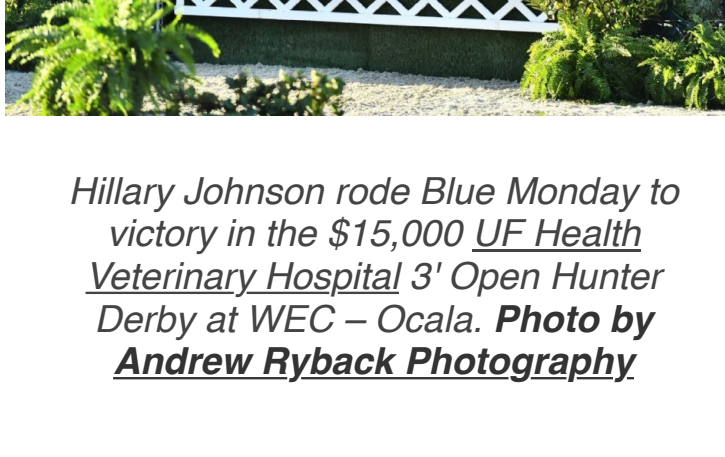 Hillary Johnson rode Blue Monday to
victory in the $15,000 UF Health
Veterinary Hospital 3' Open Hunter
Derby at WEC – Ocala. Photo by
Andrew Ryback Photography